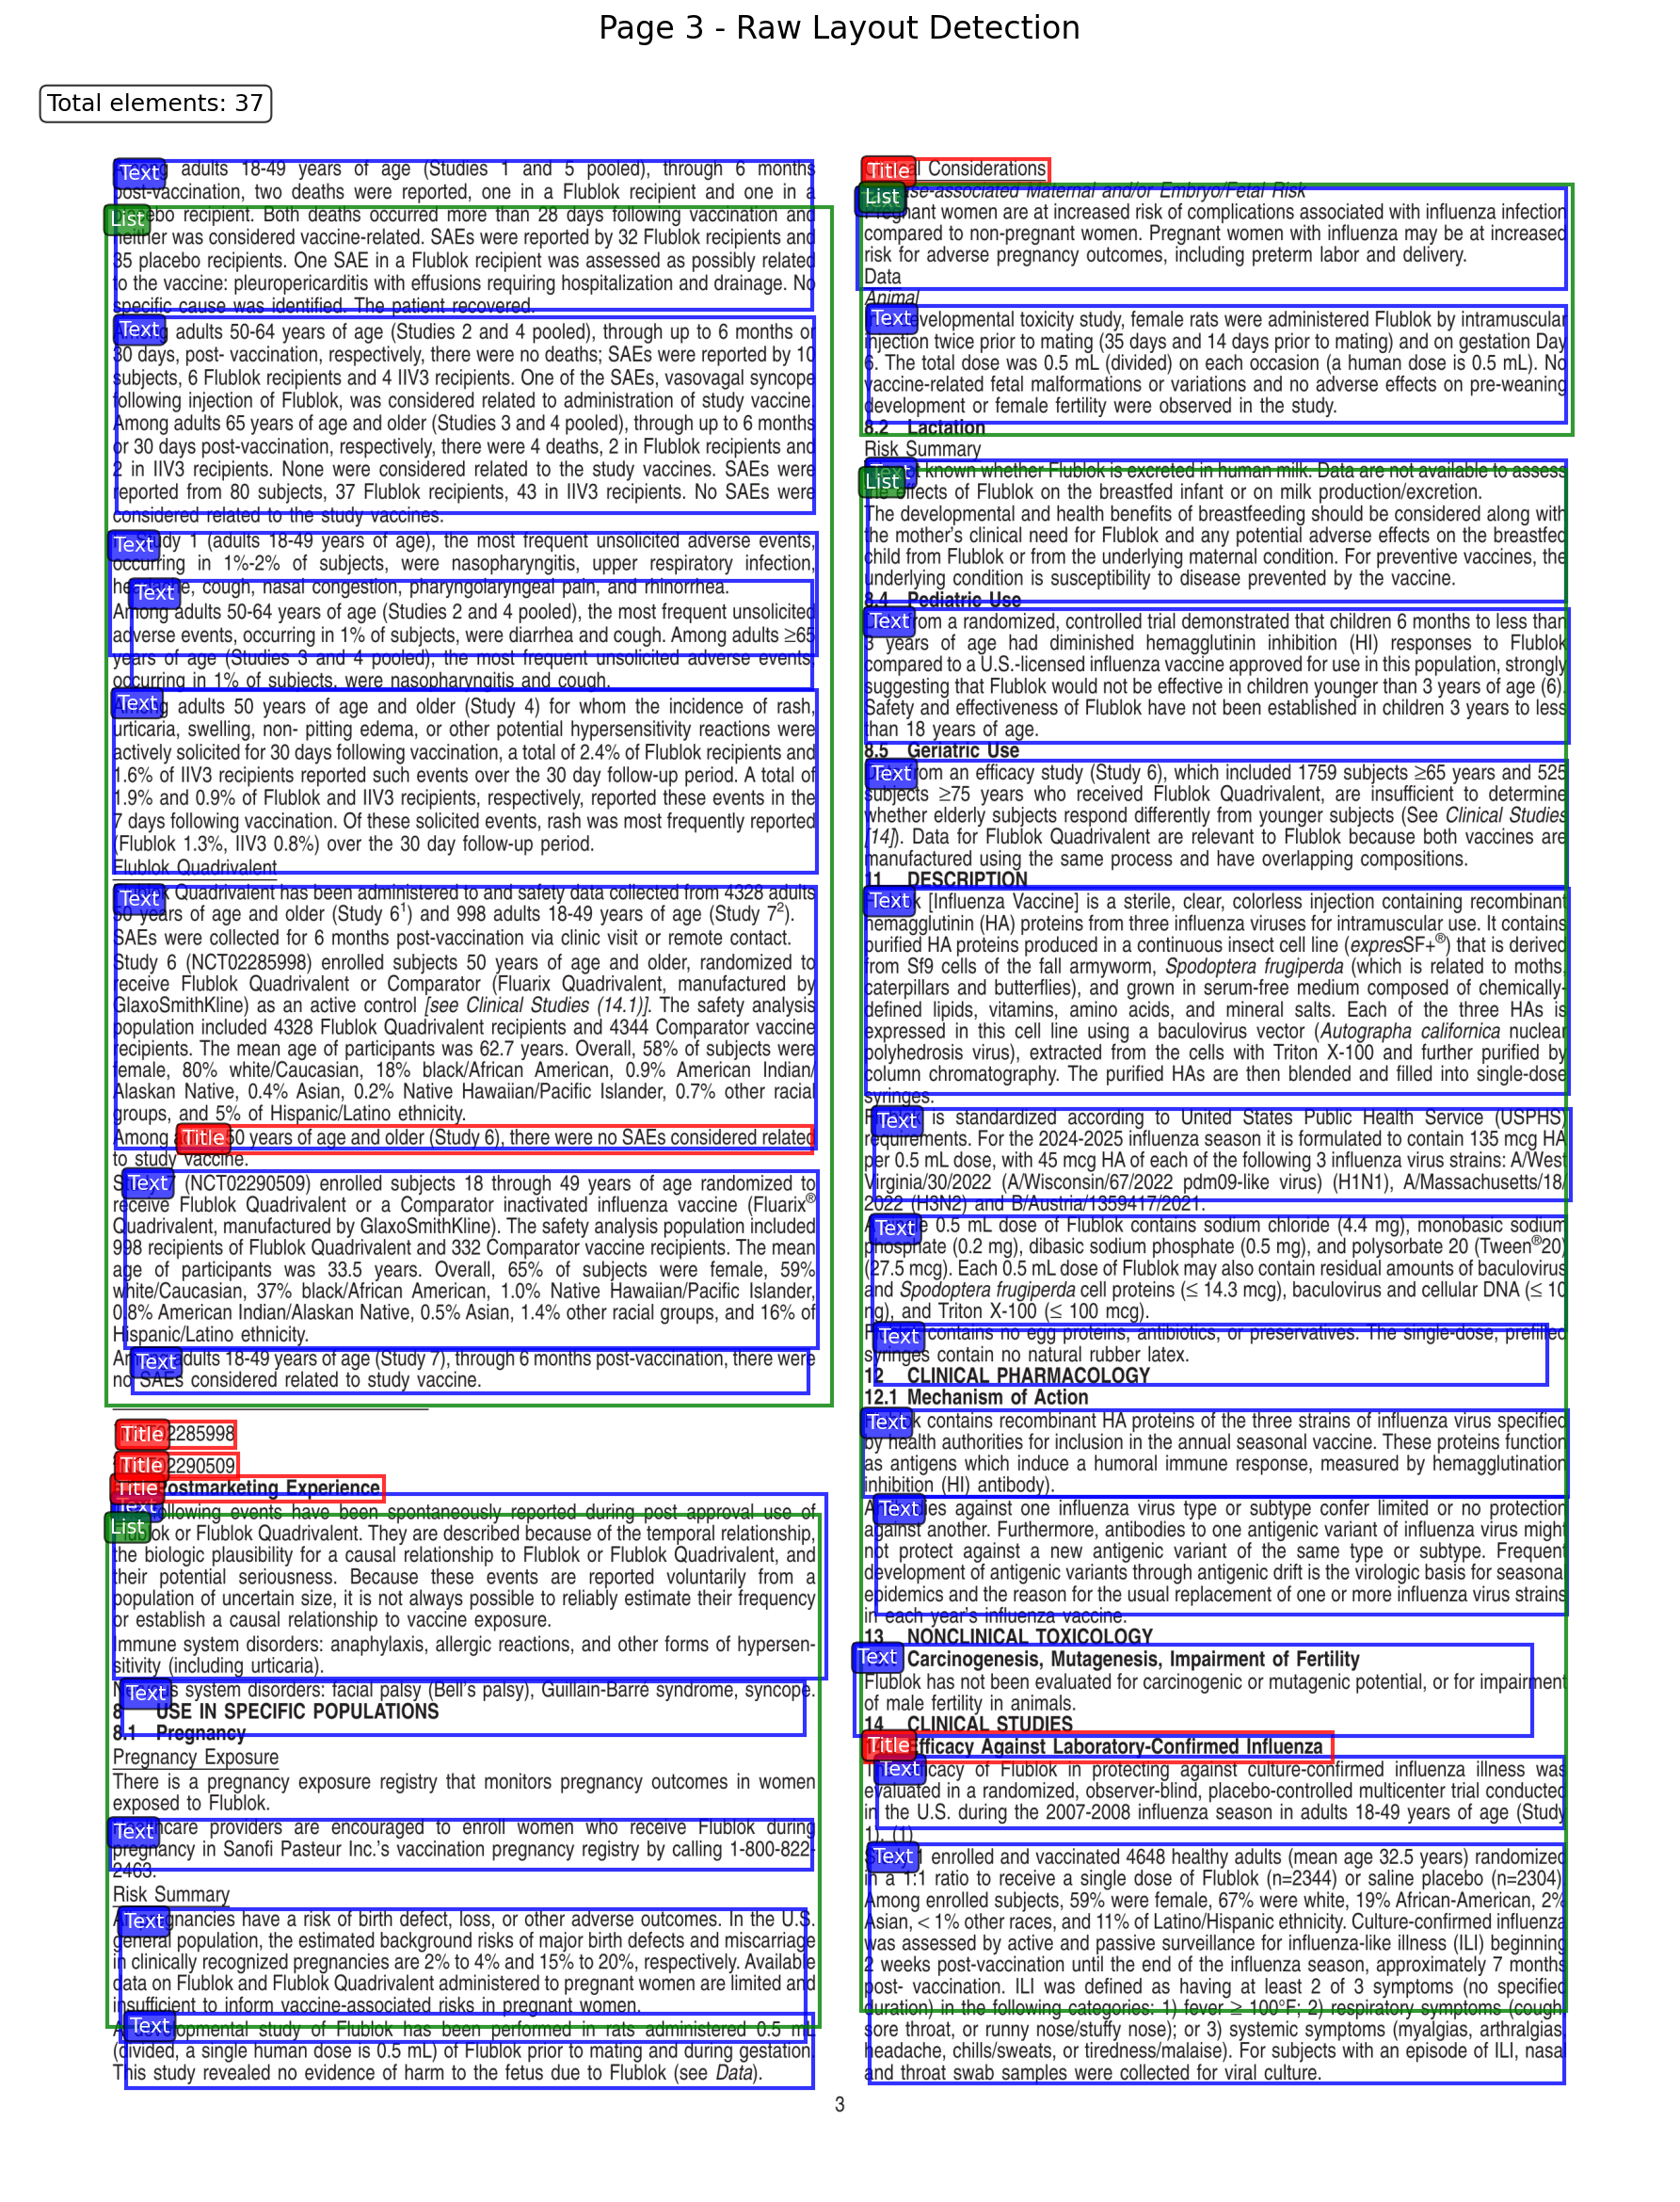 Page 3 - Raw Layout Detection
Total elements: 37
Text adults 18-49 years of age (Studies 1 and 5 pooled), through 6 months
post-vaccination, two deaths were reported, one in a Flublok recipient and one in a
List recipient. Both deaths occurred more than 28 days following vaccination and
neither was considered vaccine-related. SAEs were reported by 32 Flublok recipients and
35 placebo recipients. One SAE in a Flublok recipient was assessed as possibly related
to the vaccine: pleuropericarditis with effusions requiring hospitalization and drainage. No
specific cause was identified. The patient recovered.
Text adults 50-64 years of age (Studies 2 and 4 pooled), through up to 6 months or
30 days, post- vaccination, respectively, there were no deaths; SAEs were reported by 10
subjects, 6 Flublok recipients and 4 IIV3 recipients. One of the SAEs, vasovagal syncope
following injection of Flublok, was considered related to administration of study vaccine.
Among adults 65 years of age and older (Studies 3 and 4 pooled), through up to 6 months
or 30 days post-vaccination, respectively, there were 4 deaths, 2 in Flublok recipients and
2 in IIV3 recipients. None were considered related to the study vaccines. SAEs were
reported from 80 subjects, 37 Flublok recipients, 43 in IIV3 recipients. No SAEs were
considered related to the study vaccines.
Text Study 1 (adults 18-49 years of age), the most frequent unsolicited adverse events,
occurring in 1%-2% of subjects, were nasopharyngitis, upper respiratory infection,
headache, cough, nasal congestion, pharyngolaryngeal pain, and rhinorrhea.
Text
Among adults 50-64 years of age (Studies 2 and 4 pooled), the most frequent unsolicited
adverse events, occurring in 1% of subjects, were diarrhea and cough. Among adults ≥65
years of age (Studies 3 and 4 pooled), the most frequent unsolicited adverse events,
occurring in 1% of subjects, were nasopharyngitis and cough.
Text adults 50 years of age and older (Study 4) for whom the incidence of rash,
urticaria, swelling, non- pitting edema, or other potential hypersensitivity reactions were
actively solicited for 30 days following vaccination, a total of 2.4% of Flublok recipients and
1.6% of IIV3 recipients reported such events over the 30 day follow-up period. A total of
1.9% and 0.9% of Flublok and IIV3 recipients, respectively, reported these events in the
7 days following vaccination. Of these solicited events, rash was most frequently reported
(Flublok 1.3%, IIV3 0.8%) over the 30 day follow-up period.
Flublok Quadrivalent
Text Quadrivalent has been administered to and safety data collected from 4328 adults
50 years of age and older (Study 6¹) and 998 adults 18-49 years of age (Study 7²).
SAEs were collected for 6 months post-vaccination via clinic visit or remote contact.
Study 6 (NCT02285998) enrolled subjects 50 years of age and older, randomized to
receive Flublok Quadrivalent or Comparator (Fluarix Quadrivalent, manufactured by
GlaxoSmithKline) as an active control [see Clinical Studies (14.1)]. The safety analysis
population included 4328 Flublok Quadrivalent recipients and 4344 Comparator vaccine
recipients. The mean age of participants was 62.7 years. Overall, 58% of subjects were
female, 80% white/Caucasian, 18% black/African American, 0.9% American Indian/
Alaskan Native, 0.4% Asian, 0.2% Native Hawaiian/Pacific Islander, 0.7% other racial
groups, and 5% of Hispanic/Latino ethnicity.
Among Title 50 years of age and older (Study 6), there were no SAEs considered related
to study vaccine.
Text (NCT02290509) enrolled subjects 18 through 49 years of age randomized to
receive Flublok Quadrivalent or a Comparator inactivated influenza vaccine (Fluarix®
Quadrivalent, manufactured by GlaxoSmithKline). The safety analysis population included
998 recipients of Flublok Quadrivalent and 332 Comparator vaccine recipients. The mean
age of participants was 33.5 years. Overall, 65% of subjects were female, 59%
white/Caucasian, 37% black/African American, 1.0% Native Hawaiian/Pacific Islander,
0.8% American Indian/Alaskan Native, 0.5% Asian, 1.4% other racial groups, and 16% of
Hispanic/Latino ethnicity.
Text adults 18-49 years of age (Study 7), through 6 months post-vaccination, there were
no SAEs considered related to study vaccine.
Title 2285998
Title 2290509
Title Postmarketing Experience
Text following events have been spontaneously reported during post approval use of
List or Flublok Quadrivalent. They are described because of the temporal relationship,
the biologic plausibility for a causal relationship to Flublok or Flublok Quadrivalent, and
their potential seriousness. Because these events are reported voluntarily from a
population of uncertain size, it is not always possible to reliably estimate their frequency
or establish a causal relationship to vaccine exposure.
Immune system disorders: anaphylaxis, allergic reactions, and other forms of hypersen-
sitivity (including urticaria).
Text system disorders: facial palsy (Bell's palsy), Guillain-Barré syndrome, syncope.
8 USE IN SPECIFIC POPULATIONS
8.1 Pregnancy
Pregnancy Exposure
There is a pregnancy exposure registry that monitors pregnancy outcomes in women
exposed to Flublok.
Text providers are encouraged to enroll women who receive Flublok during
pregnancy in Sanofi Pasteur Inc.'s vaccination pregnancy registry by calling 1-800-822-
2463.
Risk Summary
Text pregnancies have a risk of birth defect, loss, or other adverse outcomes. In the U.S.
general population, the estimated background risks of major birth defects and miscarriage
in clinically recognized pregnancies are 2% to 4% and 15% to 20%, respectively. Available
data on Flublok and Flublok Quadrivalent administered to pregnant women are limited and
insufficient to inform vaccine-associated risks in pregnant women.
A Text developmental study of Flublok has been performed in rats administered 0.5 mL
(divided, a single human dose is 0.5 mL) of Flublok prior to mating and during gestation.
This study revealed no evidence of harm to the fetus due to Flublok (see Data).
Title Considerations
List -associated Maternal and/or Embryo/Fetal Risk
Pregnant women are at increased risk of complications associated with influenza infection
compared to non-pregnant women. Pregnant women with influenza may be at increased
risk for adverse pregnancy outcomes, including preterm labor and delivery.
Data
Animal
Text developmental toxicity study, female rats were administered Flublok by intramuscular
injection twice prior to mating (35 days and 14 days prior to mating) and on gestation Day
6. The total dose was 0.5 mL (divided) on each occasion (a human dose is 0.5 mL). No
vaccine-related fetal malformations or variations and no adverse effects on pre-weaning
development or female fertility were observed in the study.
8.2 Lactation
Risk Summary
Text known whether Flublok is excreted in human milk. Data are not available to assess
List effects of Flublok on the breastfed infant or on milk production/excretion.
The developmental and health benefits of breastfeeding should be considered along with
the mother's clinical need for Flublok and any potential adverse effects on the breastfed
child from Flublok or from the underlying maternal condition. For preventive vaccines, the
underlying condition is susceptibility to disease prevented by the vaccine.
8.4 Pediatric Use
Text from a randomized, controlled trial demonstrated that children 6 months to less than
3 years of age had diminished hemagglutinin inhibition (HI) responses to Flublok
compared to a U.S.-licensed influenza vaccine approved for use in this population, strongly
suggesting that Flublok would not be effective in children younger than 3 years of age (6).
Safety and effectiveness of Flublok have not been established in children 3 years to less
than 18 years of age.
8.5 Geriatric Use
Text from an efficacy study (Study 6), which included 1759 subjects ≥65 years and 525
subjects ≥75 years who received Flublok Quadrivalent, are insufficient to determine
whether elderly subjects respond differently from younger subjects (See Clinical Studies
[14]). Data for Flublok Quadrivalent are relevant to Flublok because both vaccines are
manufactured using the same process and have overlapping compositions.
11 DESCRIPTION
Text [Influenza Vaccine] is a sterile, clear, colorless injection containing recombinant
hemagglutinin (HA) proteins from three influenza viruses for intramuscular use. It contains
purified HA proteins produced in a continuous insect cell line (expresSF+®) that is derived
from Sf9 cells of the fall armyworm, Spodoptera frugiperda (which is related to moths,
caterpillars and butterflies), and grown in serum-free medium composed of chemically-
defined lipids, vitamins, amino acids, and mineral salts. Each of the three HAs is
expressed in this cell line using a baculovirus vector (Autographa californica nuclear
polyhedrosis virus), extracted from the cells with Triton X-100 and further purified by
column chromatography. The purified HAs are then blended and filled into single-dose
syringes.
Text is standardized according to United States Public Health Service (USPHS)
requirements. For the 2024-2025 influenza season it is formulated to contain 135 mcg HA
per 0.5 mL dose, with 45 mcg HA of each of the following 3 influenza virus strains: A/West
Virginia/30/2022 (A/Wisconsin/67/2022 pdm09-like virus) (H1N1), A/Massachusetts/18/
2022 (H3N2) and B/Austria/1359417/2021.
Text 0.5 mL dose of Flublok contains sodium chloride (4.4 mg), monobasic sodium
phosphate (0.2 mg), dibasic sodium phosphate (0.5 mg), and polysorbate 20 (Tween®20)
(27.5 mcg). Each 0.5 mL dose of Flublok may also contain residual amounts of baculovirus
and Spodoptera frugiperda cell proteins (≤ 14.3 mcg), baculovirus and cellular DNA (≤ 10
ng), and Triton X-100 (≤ 100 mcg).
Text contains no egg proteins, antibiotics, or preservatives. The single-dose, prefilled
syringes contain no natural rubber latex.
12 CLINICAL PHARMACOLOGY
12.1 Mechanism of Action
Text contains recombinant HA proteins of the three strains of influenza virus specified
by health authorities for inclusion in the annual seasonal vaccine. These proteins function
as antigens which induce a humoral immune response, measured by hemagglutination
inhibition (HI) antibody).
Text against one influenza virus type or subtype confer limited or no protection
against another. Furthermore, antibodies to one antigenic variant of influenza virus might
not protect against a new antigenic variant of the same type or subtype. Frequent
development of antigenic variants through antigenic drift is the virologic basis for seasonal
epidemics and the reason for the usual replacement of one or more influenza virus strains
in each year's influenza vaccine.
13 NONCLINICAL TOXICOLOGY
Text Carcinogenesis, Mutagenesis, Impairment of Fertility
Flublok has not been evaluated for carcinogenic or mutagenic potential, or for impairment
of male fertility in animals.
14 CLINICAL STUDIES
Title Efficacy Against Laboratory-Confirmed Influenza
Text efficacy of Flublok in protecting against culture-confirmed influenza illness was
evaluated in a randomized, observer-blind, placebo-controlled multicenter trial conducted
in the U.S. during the 2007-2008 influenza season in adults 18-49 years of age (Study
1). (1)
Text 1 enrolled and vaccinated 4648 healthy adults (mean age 32.5 years) randomized
in a 1:1 ratio to receive a single dose of Flublok (n=2344) or saline placebo (n=2304).
Among enrolled subjects, 59% were female, 67% were white, 19% African-American, 2%
Asian, < 1% other races, and 11% of Latino/Hispanic ethnicity. Culture-confirmed influenza
was assessed by active and passive surveillance for influenza-like illness (ILI) beginning
2 weeks post-vaccination until the end of the influenza season, approximately 7 months
post- vaccination. ILI was defined as having at least 2 of 3 symptoms (no specified
duration) in the following categories: 1) fever ≥ 100°F; 2) respiratory symptoms (cough,
sore throat, or runny nose/stuffy nose); or 3) systemic symptoms (myalgias, arthralgias,
headache, chills/sweats, or tiredness/malaise). For subjects with an episode of ILI, nasal
and throat swab samples were collected for viral culture.
3